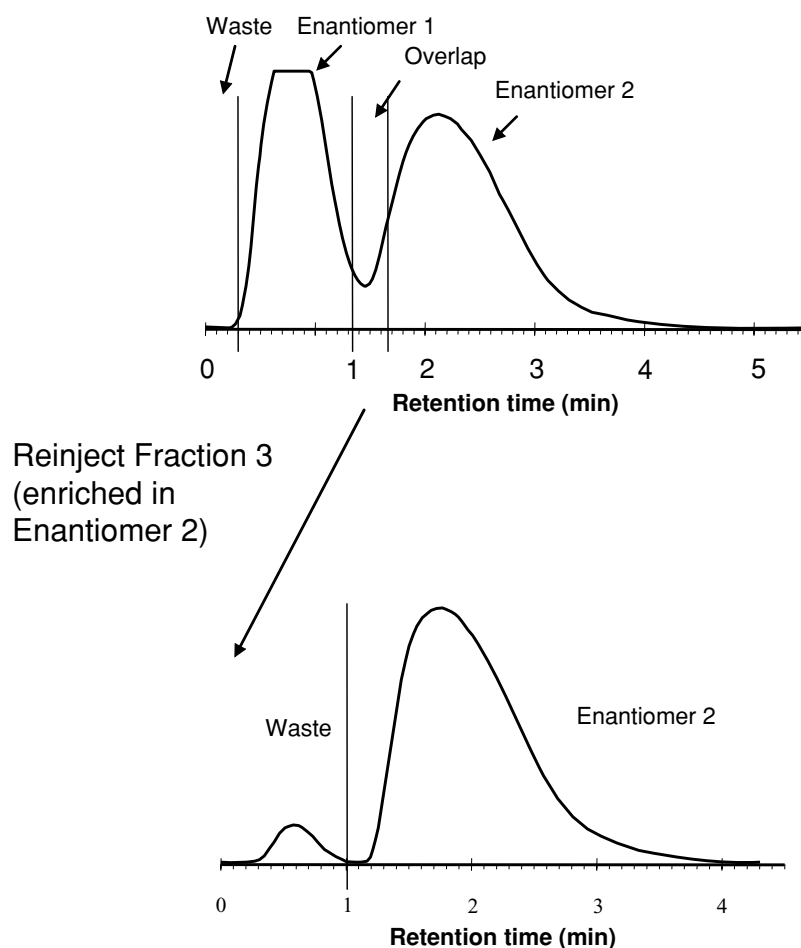 Waste Enantiomer 1
Overlap
Enantiomer 2
0 1 2 3 4 5
Retention time (min)
Reinject Fraction 3
(enriched in
Enantiomer 2)
Waste
Enantiomer 2
0 1 2 3 4
Retention time (min)